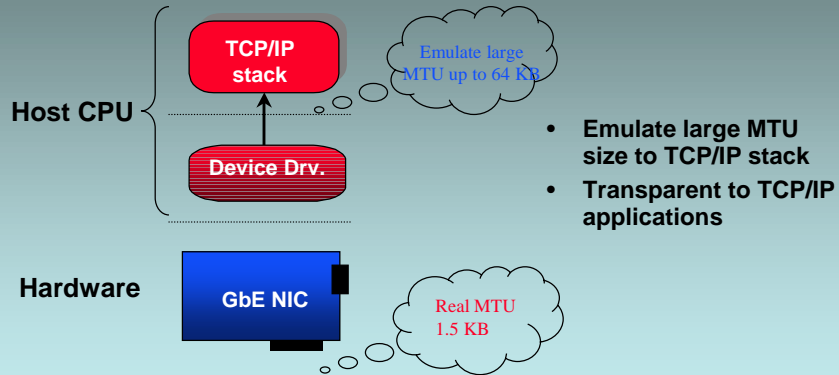 TCP/IP
stack
Emulate large
MTU up to 64 KB
Host CPU
Device Drv.
• Emulate large MTU
size to TCP/IP stack
• Transparent to TCP/IP
applications
Hardware
GbE NIC
Real MTU
1.5 KB